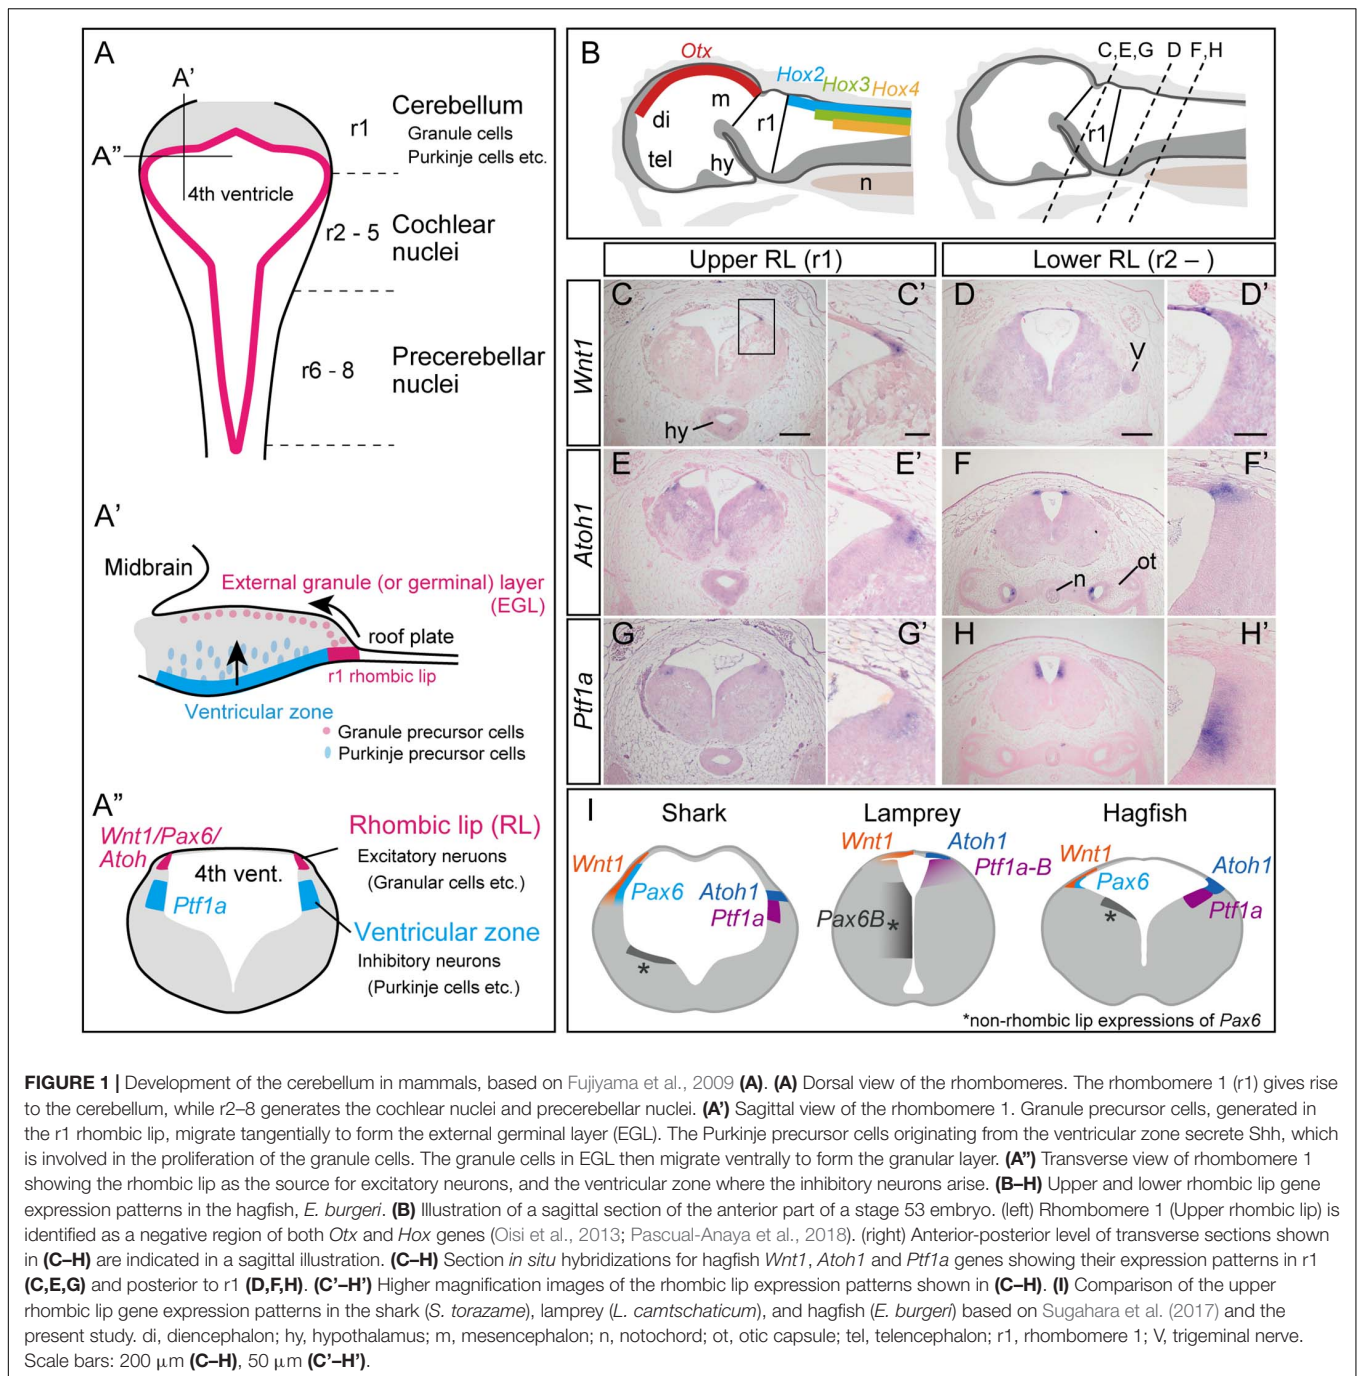 A
A'
A"
4th ventricle
r1
Cerebellum
Granule cells
Purkinje cells etc.
r2 - 5
Cochlear
nuclei
r6 - 8
Precerebellar
nuclei
A'
Midbrain
External granule (or germinal) layer
(EGL)
roof plate
r1 rhombic lip
Ventricular zone
Granule precursor cells
Purkinje precursor cells
A"
Wnt1/Pax6/
Atoh
4th vent.
Ptf1a
Rhombic lip (RL)
Excitatory neruons
(Granular cells etc.)
Ventricular zone
Inhibitory neurons
(Purkinje cells etc.)
B
Otx
Hox2
Hox3
Hox4
m
di
r1
tel
hy
n
C,E,G
D
F,H
r1
Upper RL (r1)
Lower RL (r2 – )
Wnt1
C
C'
D
D'
hy
V
Atoh1
E
E'
F
F'
n
ot
Ptf1a
G
G'
H
H'
I
Shark
Lamprey
Hagfish
Wnt1
Pax6
Atoh1
Ptf1a
*
Wnt1
Atoh1
Ptf1a-B
Pax6B
*
Wnt1
Pax6
Atoh1
Ptf1a
*
*non-rhombic lip expressions of Pax6
FIGURE 1 | Development of the cerebellum in mammals, based on Fujiyama et al., 2009 (A). (A) Dorsal view of the rhombomeres. The rhombomere 1 (r1) gives rise
to the cerebellum, while r2–8 generates the cochlear nuclei and precerebellar nuclei. (A') Sagittal view of the rhombomere 1. Granule precursor cells, generated in
the r1 rhombic lip, migrate tangentially to form the external germinal layer (EGL). The Purkinje precursor cells originating from the ventricular zone secrete Shh, which
is involved in the proliferation of the granule cells. The granule cells in EGL then migrate ventrally to form the granular layer. (A") Transverse view of rhombomere 1
showing the rhombic lip as the source for excitatory neurons, and the ventricular zone where the inhibitory neurons arise. (B–H) Upper and lower rhombic lip gene
expression patterns in the hagfish, E. burgeri. (B) Illustration of a sagittal section of the anterior part of a stage 53 embryo. (left) Rhombomere 1 (Upper rhombic lip) is
identified as a negative region of both Otx and Hox genes (Oisi et al., 2013; Pascual-Anaya et al., 2018). (right) Anterior-posterior level of transverse sections shown
in (C–H) are indicated in a sagittal illustration. (C–H) Section in situ hybridizations for hagfish Wnt1, Atoh1 and Ptf1a genes showing their expression patterns in r1
(C,E,G) and posterior to r1 (D,F,H). (C'–H') Higher magnification images of the rhombic lip expression patterns shown in (C–H). (I) Comparison of the upper
rhombic lip gene expression patterns in the shark (S. torazame), lamprey (L. camtschaticum), and hagfish (E. burgeri) based on Sugahara et al. (2017) and the
present study. di, diencephalon; hy, hypothalamus; m, mesencephalon; n, notochord; ot, otic capsule; tel, telencephalon; r1, rhombomere 1; V, trigeminal nerve.
Scale bars: 200 μm (C–H), 50 μm (C'–H').